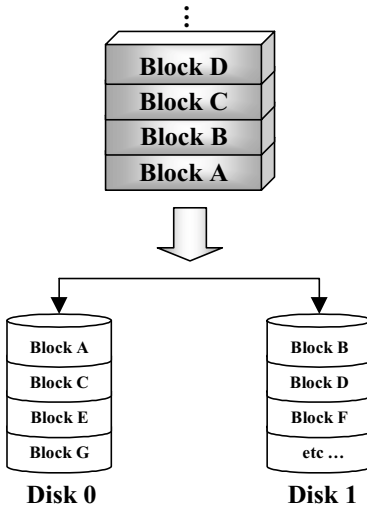 ⋮
Block D
Block C
Block B
Block A
Block A
Block C
Block E
Block G
Disk 0
Block B
Block D
Block F
etc ...
Disk 1